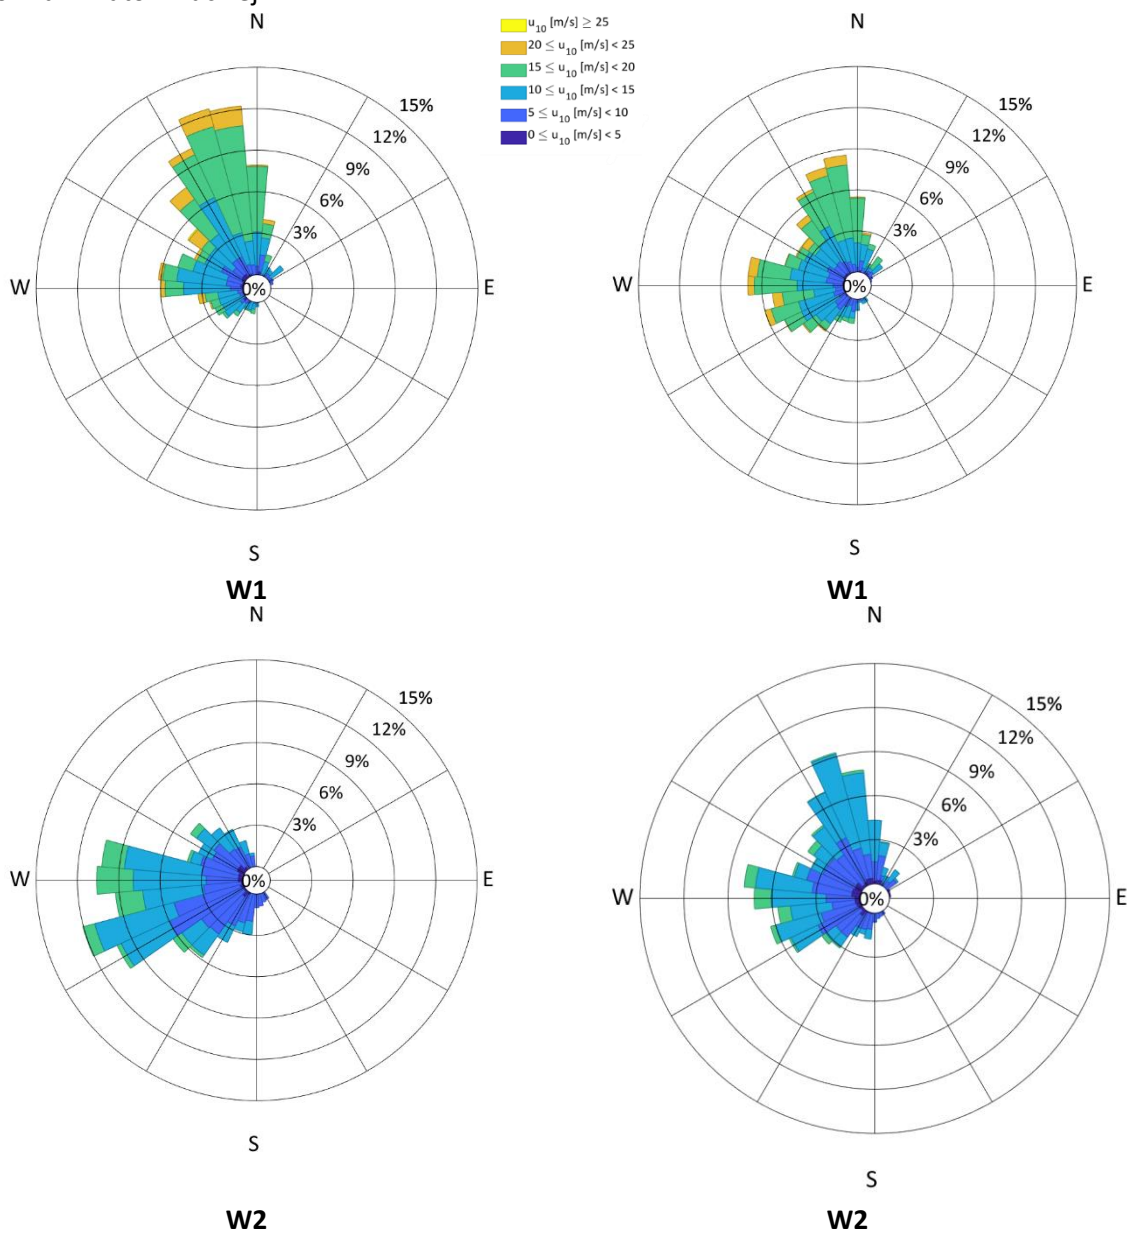 N
u10 [m/s] ≥ 25
20 ≤ u10 [m/s] < 25
15 ≤ u10 [m/s] < 20
10 ≤ u10 [m/s] < 15
5 ≤ u10 [m/s] < 10
0 ≤ u10 [m/s] < 5
N
15%
12%
9%
6%
3%
0%
W
E
S
W1
15%
12%
9%
6%
3%
0%
W
E
S
W1
N
15%
12%
9%
6%
3%
0%
W
E
S
W2
N
15%
12%
9%
6%
3%
0%
W
E
S
W2